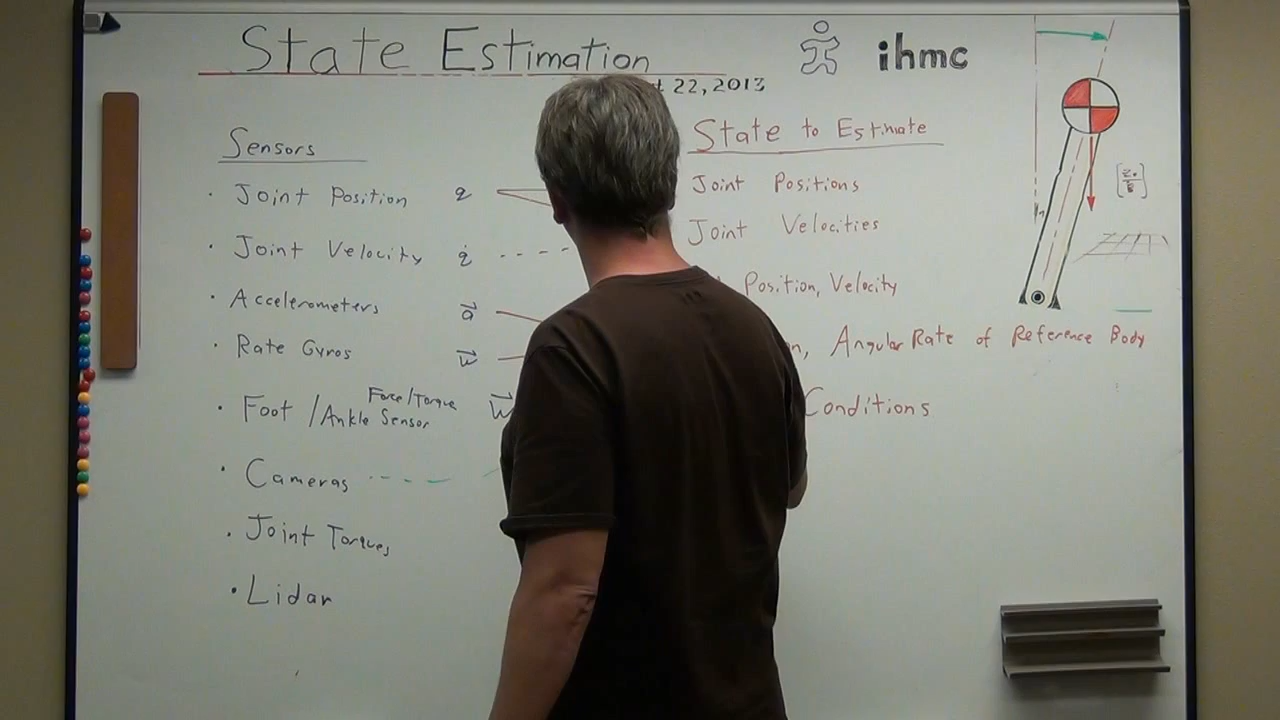 State Estimation
ihmc
22, 2013
Sensors
State to Estimate
· Joint Position q
Joint Positions
· Joint Velocity q̇
Joint Velocities
· Accelerometers a⃗
Position, Velocity
· Rate Gyros w⃗
Angular Rate of Reference Body
· Foot / Ankle Force/Torque Sensor w⃗
Conditions
· Cameras
· Joint Torques
· Lidar